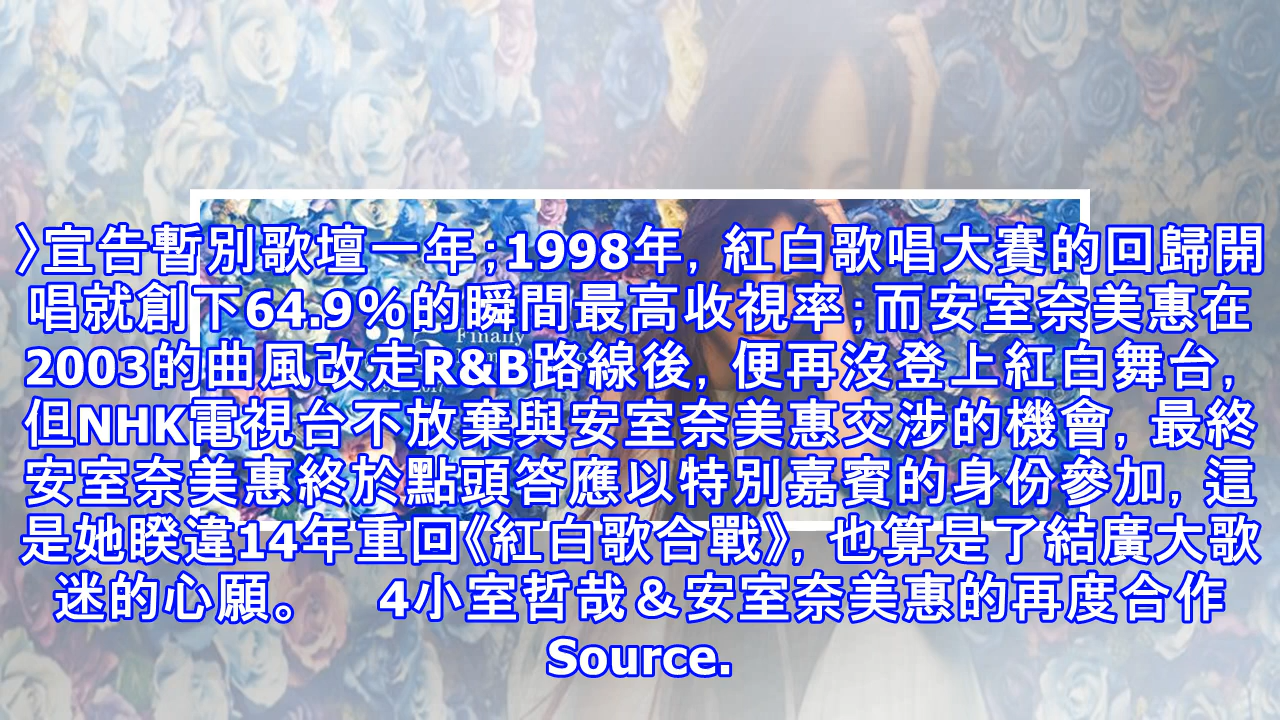 〉宣告暫別歌壇一年；1998年，紅白歌唱大賽的回歸開
唱就創下64.9%的瞬間最高收視率；而安室奈美惠在
2003的曲風改走R&B路線後，便再沒登上紅白舞台，
但NHK電視台不放棄與安室奈美惠交涉的機會，最終
安室奈美惠終於點頭答應以特別嘉賓的身份參加，這
是她睽違14年重回《紅白歌合戰》，也算是了結廣大歌
迷的心願。 4小室哲哉＆安室奈美惠的再度合作
Source.
Finally